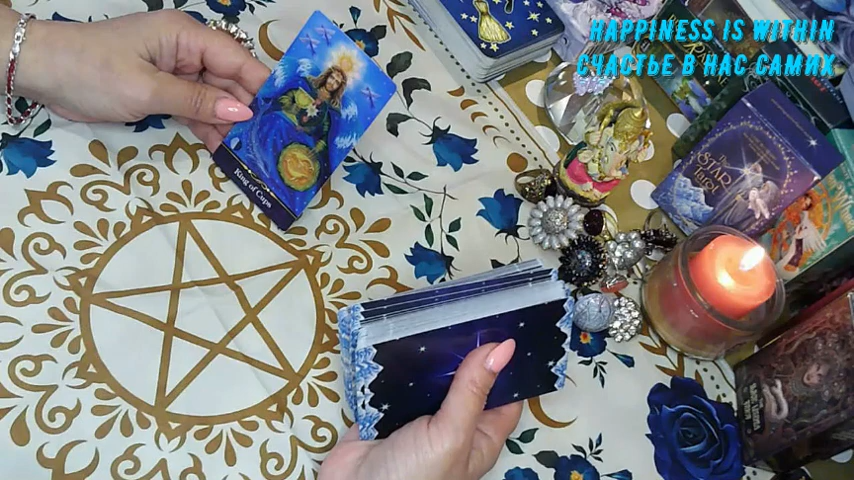 HAPPINESS IS WITHIN
СЧАСТЬЕ В НАС САМИХ
King of Cups
The
STAR
Tarot